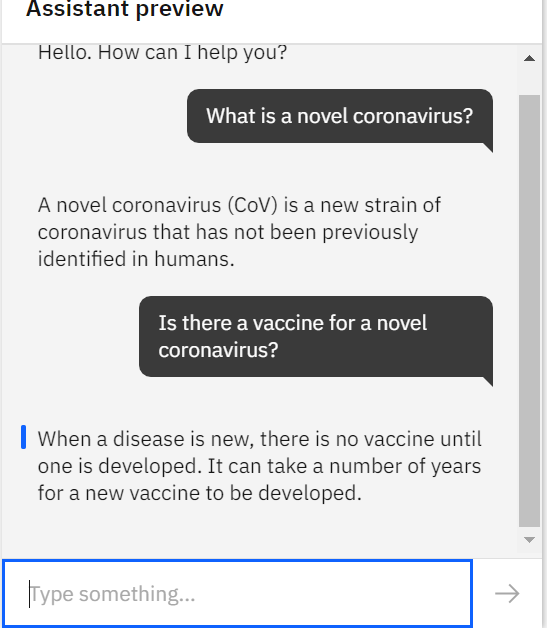 Assistant preview
Hello. How can I help you?
What is a novel coronavirus?
A novel coronavirus (CoV) is a new strain of
coronavirus that has not been previously
identified in humans.
Is there a vaccine for a novel
coronavirus?
When a disease is new, there is no vaccine until
one is developed. It can take a number of years
for a new vaccine to be developed.
Type something...